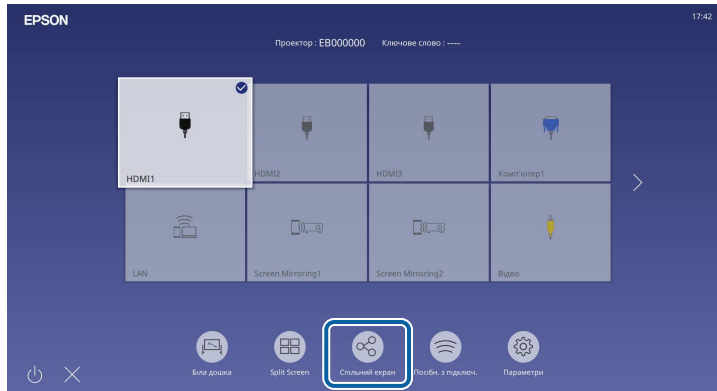 EPSON
17:42
Проектор : EB000000 Ключове слово : ----
HDMI1
HDMI2
HDMI3
Комп'ютер1
LAN
Screen Mirroring1
Screen Mirroring2
Відео
Біла дошка
Split Screen
Спільний екран
Пособн. з підключ.
Параметри